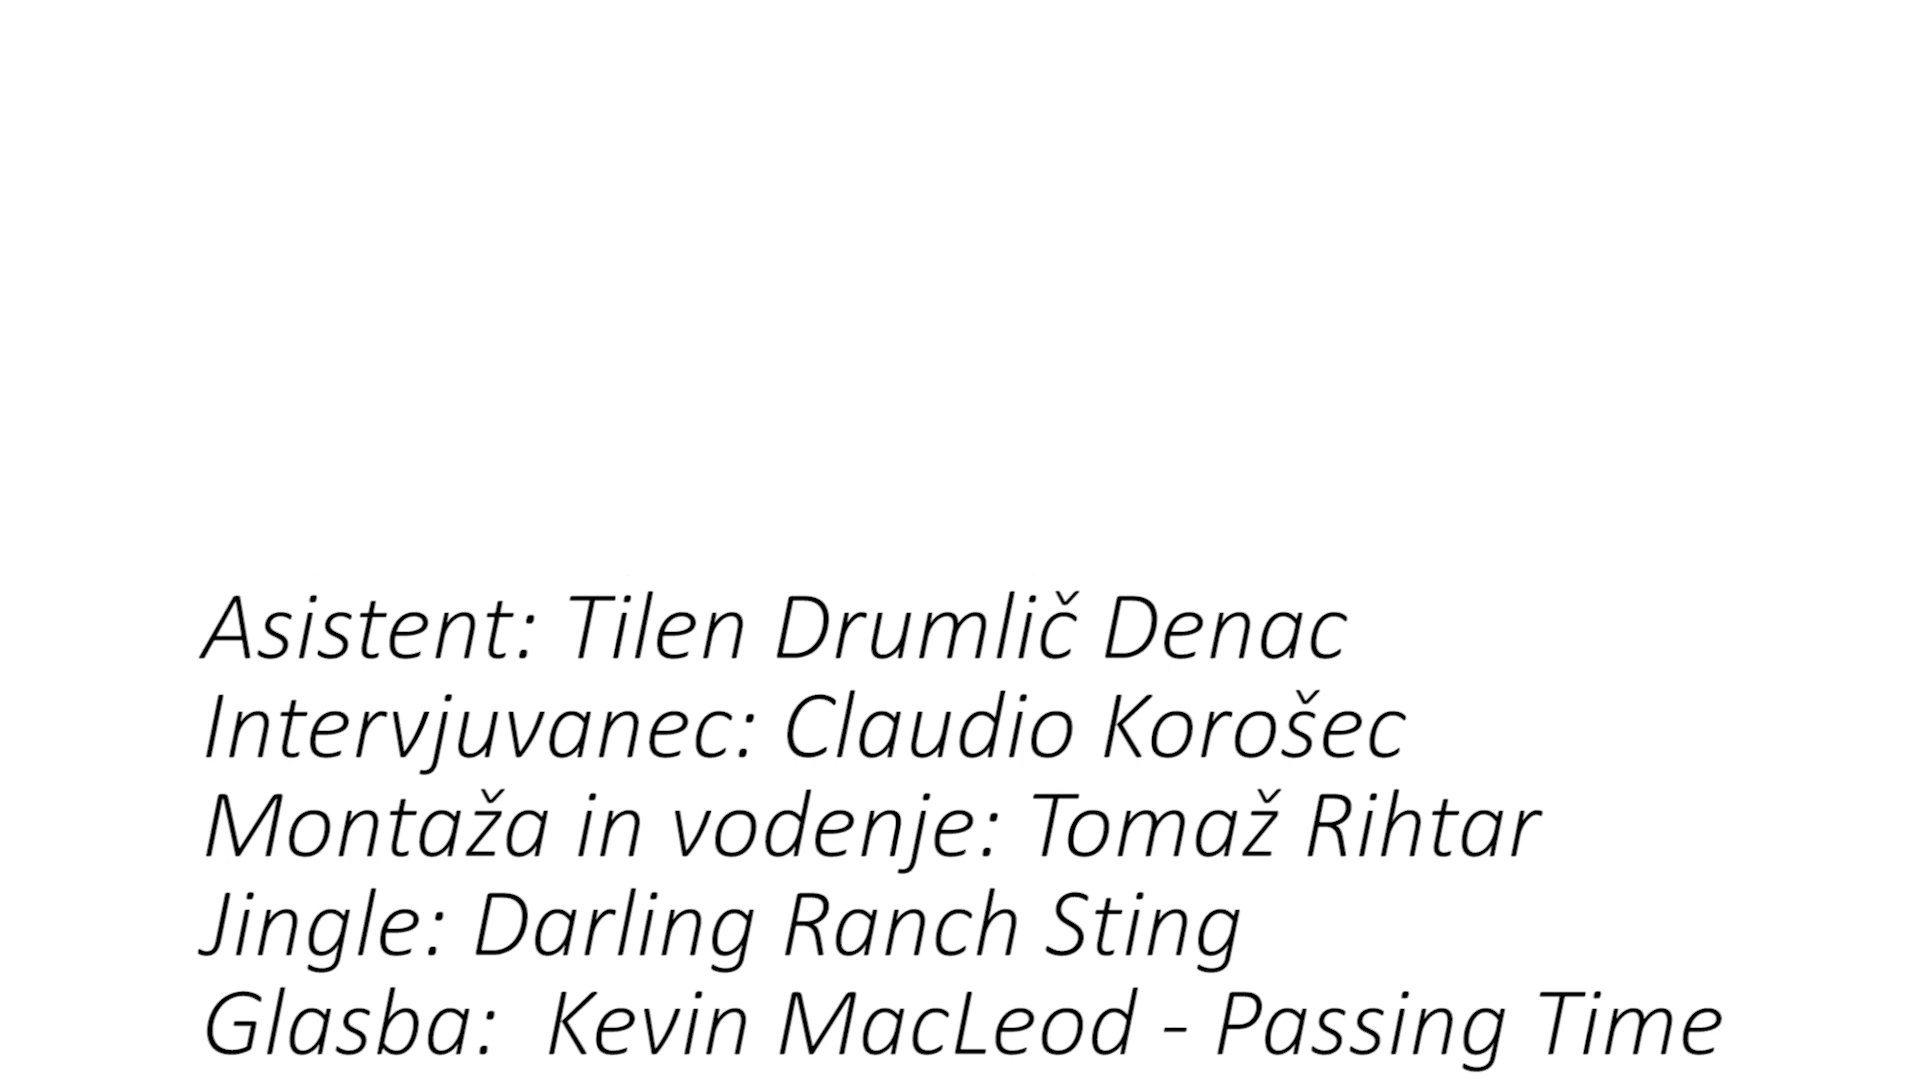 Asistent: Tilen Drumlič Denac
Intervjuvanec: Claudio Korošec
Montaža in vodenje: Tomaž Rihtar
Jingle: Darling Ranch Sting
Glasba:  Kevin MacLeod - Passing Time